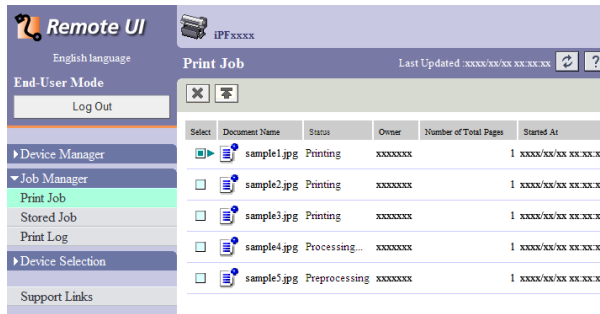 Remote UI
English language
End-User Mode
Log Out
Device Manager
Job Manager
Print Job
Stored Job
Print Log
Device Selection
Support Links
iPFxxxx
Print Job Last Updated :xxxx/xx/xx xx:xx:xx ?
Select Document Name Status Owner Number of Total Pages Started At
sample1.jpg Printing xxxxxxx 1 xxxx/xx/xx xx:xx:x
sample2.jpg Printing xxxxxxx 1 xxxx/xx/xx xx:xx:x
sample3.jpg Printing xxxxxxx 1 xxxx/xx/xx xx:xx:x
sample4.jpg Processing... xxxxxxx 1 xxxx/xx/xx xx:xx:x
sample5.jpg Preprocessing xxxxxxx 1 xxxx/xx/xx xx:xx:x